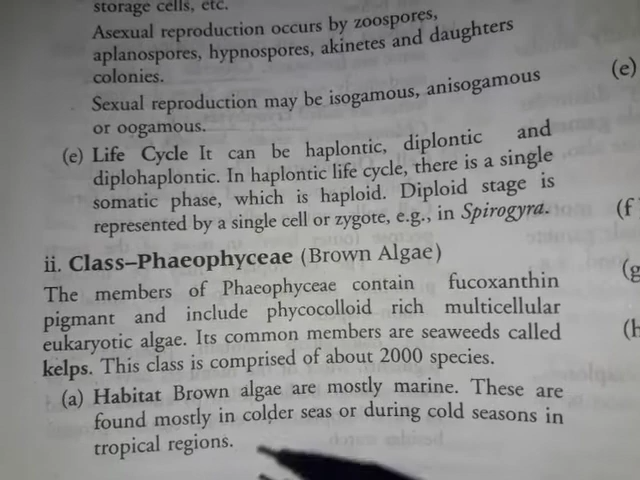 storage cells, etc.
Asexual reproduction occurs by zoospores,
aplanospores, hypnospores, akinetes and daughters
colonies.
Sexual reproduction may be isogamous, anisogamous
or oogamous.
(e) Life Cycle It can be haplontic, diplontic and
diplohaplontic. In haplontic life cycle, there is a single
somatic phase, which is haploid. Diploid stage is
represented by a single cell or zygote, e.g., in Spirogyra.
ii. Class–Phaeophyceae (Brown Algae)
The members of Phaeophyceae contain fucoxanthin
pigmant and include phycocolloid rich multicellular
eukaryotic algae. Its common members are seaweeds called
kelps. This class is comprised of about 2000 species.
(a) Habitat Brown algae are mostly marine. These are
found mostly in colder seas or during cold seasons in
tropical regions.
(e)
(f
(g
(h